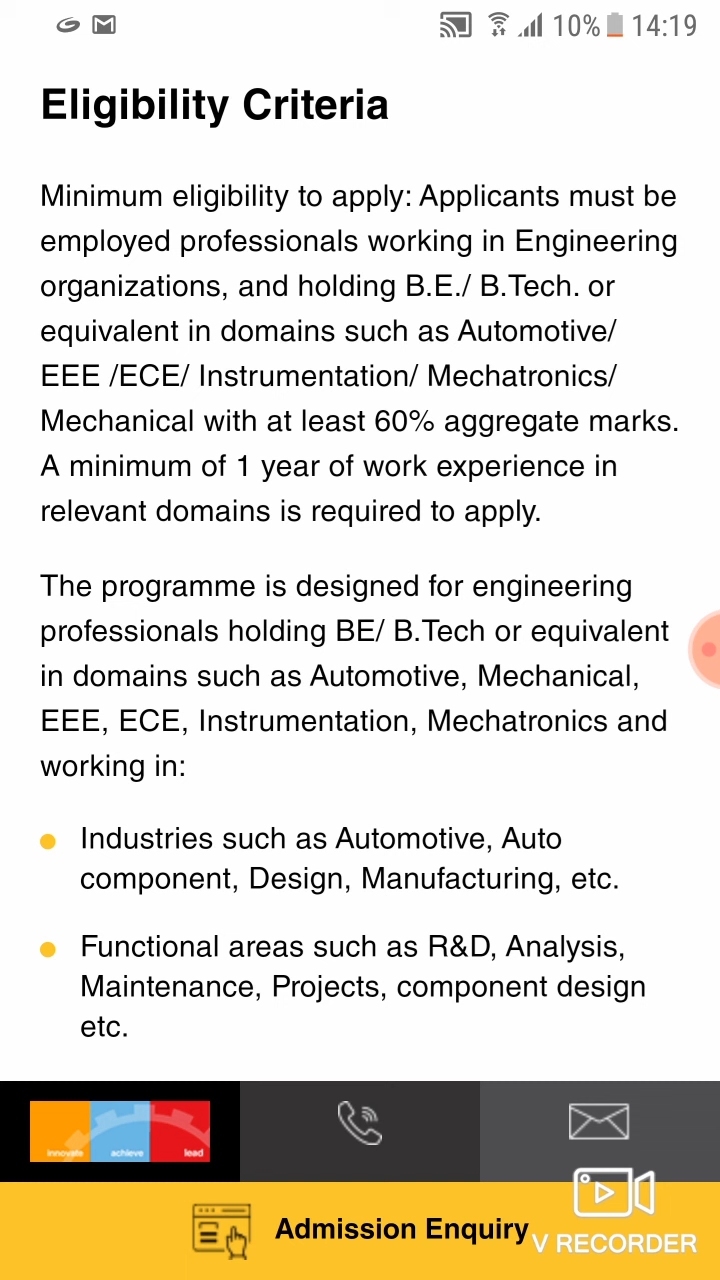 10% 14:19
Eligibility Criteria
Minimum eligibility to apply: Applicants must be
employed professionals working in Engineering
organizations, and holding B.E./ B.Tech. or
equivalent in domains such as Automotive/
EEE /ECE/ Instrumentation/ Mechatronics/
Mechanical with at least 60% aggregate marks.
A minimum of 1 year of work experience in
relevant domains is required to apply.
The programme is designed for engineering
professionals holding BE/ B.Tech or equivalent
in domains such as Automotive, Mechanical,
EEE, ECE, Instrumentation, Mechatronics and
working in:
Industries such as Automotive, Auto
component, Design, Manufacturing, etc.
Functional areas such as R&D, Analysis,
Maintenance, Projects, component design
etc.
innovate achieve lead
Admission Enquiry
V RECORDER